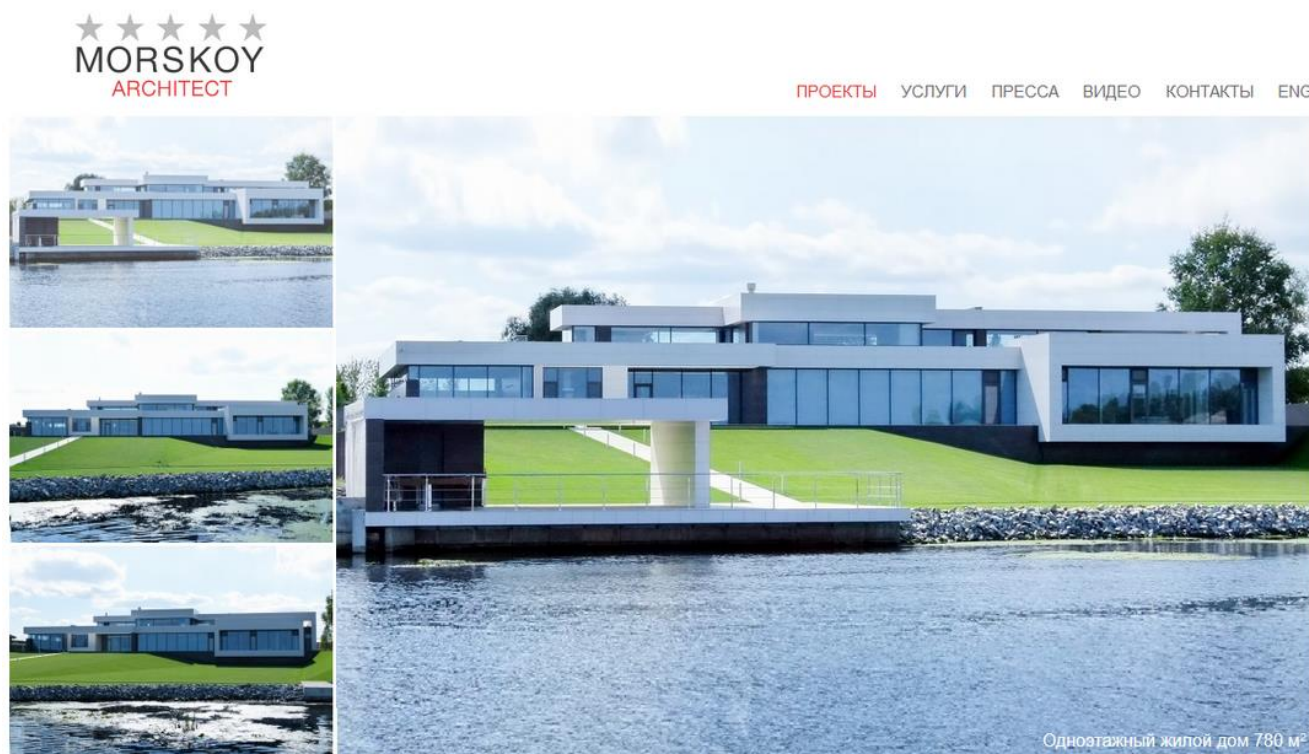 MORSKOY
ARCHITECT
ПРОЕКТЫ УСЛУГИ ПРЕССА ВИДЕО КОНТАКТЫ ENG
Одноэтажный жилой дом 780 м²